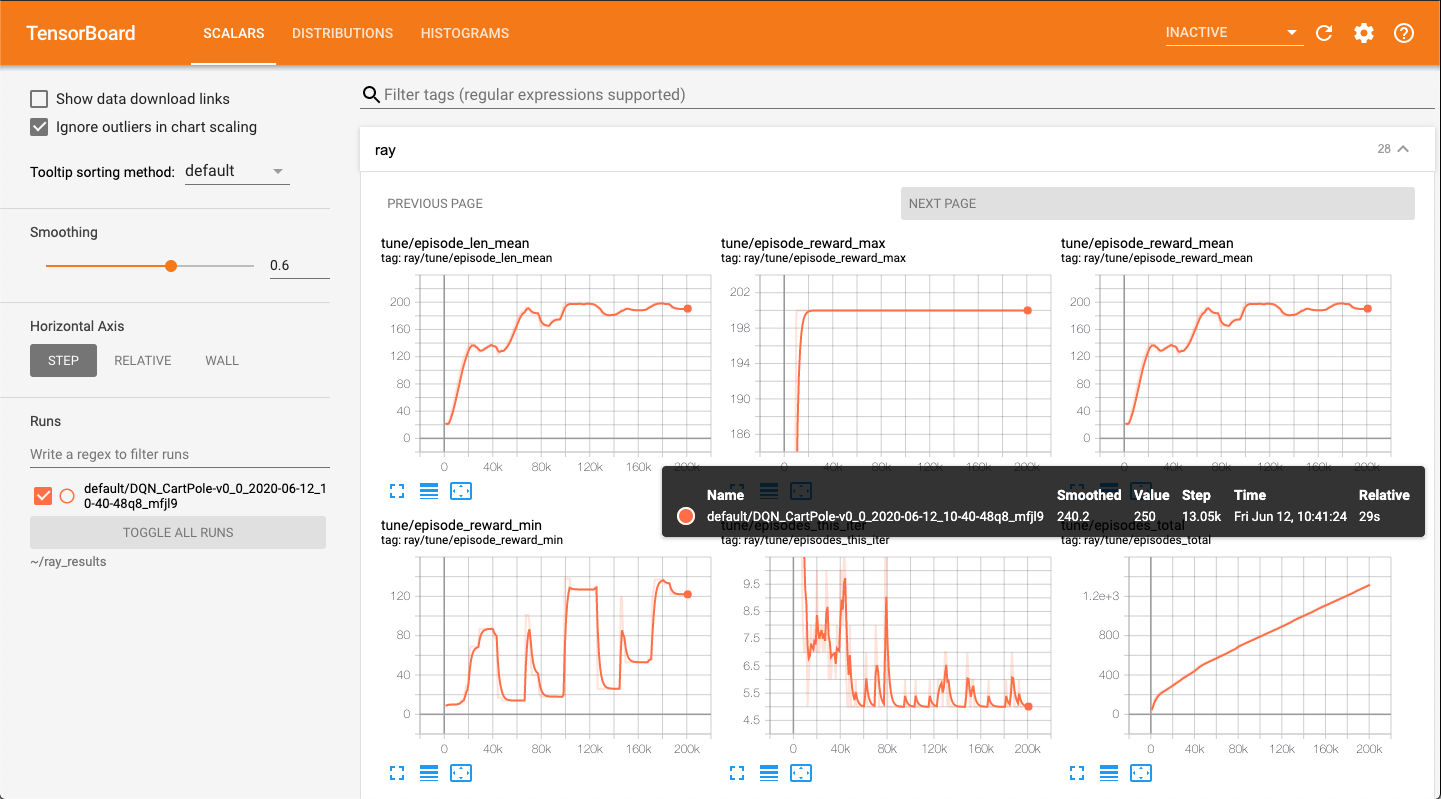 TensorBoard SCALARS DISTRIBUTIONS HISTOGRAMS INACTIVE
Show data download links
Ignore outliers in chart scaling
Tooltip sorting method: default
Smoothing
0.6
Horizontal Axis
STEP RELATIVE WALL
Runs
Write a regex to filter runs
default/DQN_CartPole-v0_0_2020-06-12_1
0-40-48q8_mfjl9
TOGGLE ALL RUNS
~/ray_results
Filter tags (regular expressions supported)
ray 28
PREVIOUS PAGE NEXT PAGE
tune/episode_len_mean
tag: ray/tune/episode_len_mean
200
160
120
80
40
0
0 40k 80k 120k 160k 200k
tune/episode_reward_max
tag: ray/tune/episode_reward_max
202
198
194
190
186
0 40k 80k 120k 160k 200k
tune/episode_reward_mean
tag: ray/tune/episode_reward_mean
200
160
120
80
40
0
0 40k 80k 120k 160k 200k
Name Smoothed Value Step Time Relative
default/DQN_CartPole-v0_0_2020-06-12_10-40-48q8_mfjl9 240.2 250 13.05k Fri Jun 12, 10:41:24 29s
tune/episode_reward_min
tag: ray/tune/episode_reward_min
120
80
40
0
0 40k 80k 120k 160k 200k
tune/episodes_this_iter
tag: ray/tune/episodes_this_iter
9.5
8.5
7.5
6.5
5.5
4.5
0 40k 80k 120k 160k 200k
tune/episodes_total
tag: ray/tune/episodes_total
1.2e+3
800
400
0
0 40k 80k 120k 160k 200k